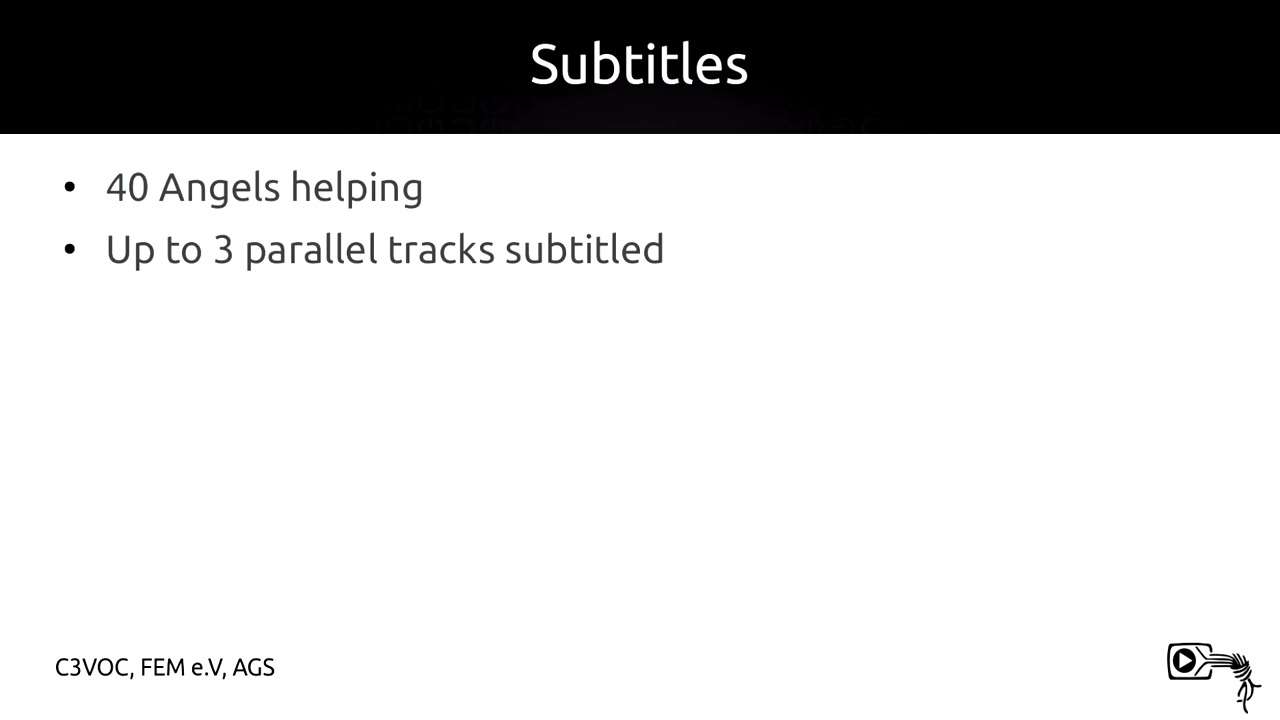 Subtitles
• 40 Angels helping
• Up to 3 parallel tracks subtitled
C3VOC, FEM e.V, AGS